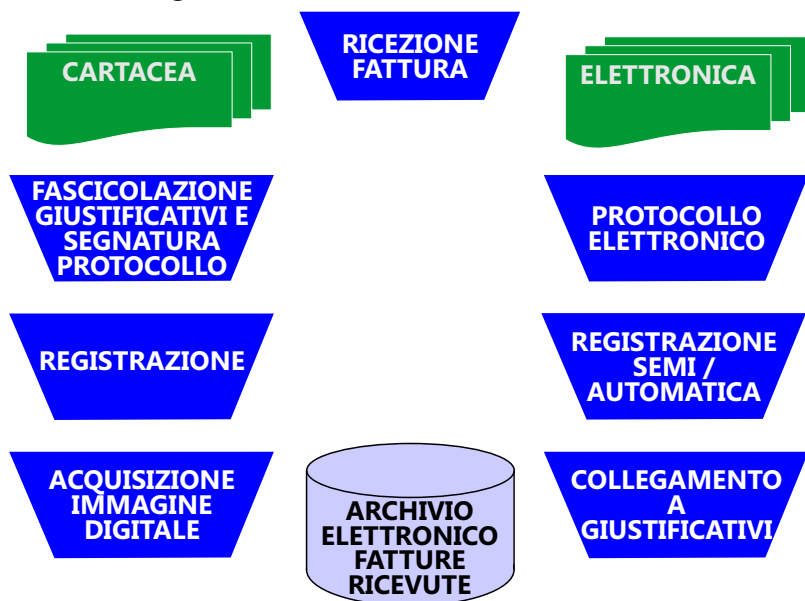 RICEZIONE
FATTURA
CARTACEA
ELETTRONICA
FASCICOLAZIONE
GIUSTIFICATIVI E
SEGNATURA
PROTOCOLLO
PROTOCOLLO
ELETTRONICO
REGISTRAZIONE
REGISTRAZIONE
SEMI /
AUTOMATICA
ACQUISIZIONE
IMMAGINE
DIGITALE
ARCHIVIO
ELETTRONICO
FATTURE
RICEVUTE
COLLEGAMENTO
A
GIUSTIFICATIVI